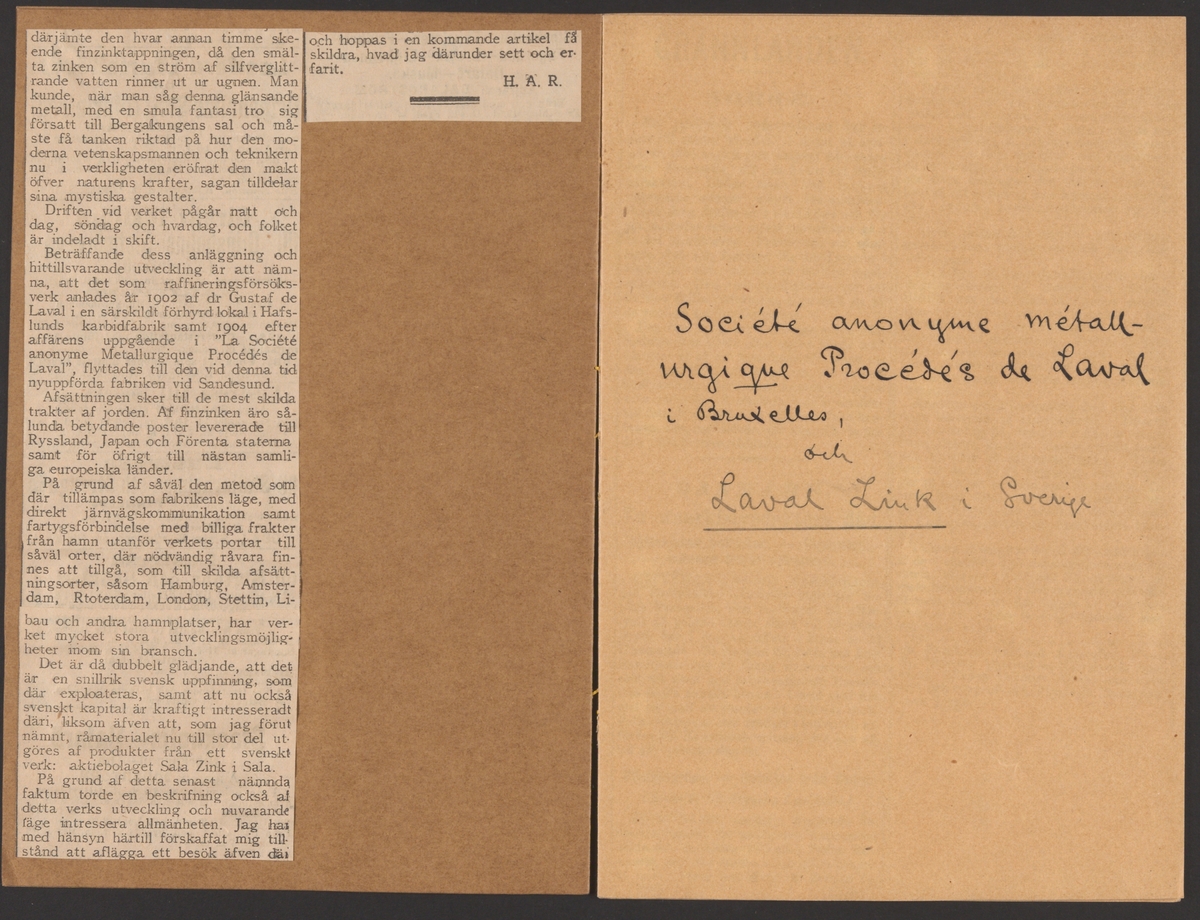 därjämte den hvar annan timme ske-
ende finzinktappningen, då den smäl-
ta zinken som en ström af silfverglitt-
rande vatten rinner ut ur ugnen. Man
kunde, när man såg denna glänsande
metall, med en smula fantasi tro sig
försatt till Bergakungens sal och må-
ste få tanken riktad på hur den mo-
derna vetenskapsmannen och teknikern
nu i verkligheten eröfrat den makt
öfver naturens krafter, sagan tilldelar
sina mystiska gestalter.
Driften vid verket pågår natt och
dag, söndag och hvardag, och folket
är indeladt i skift.
Beträffande dess anläggning och
hittillsvarande utveckling är att näm-
na, att det som raffineringsförsöks-
verk anlades år 1902 af dr Gustaf de
Laval i en särskildt förhyrd lokal i Hafs-
lunds karbidfabrik samt 1904 efter
affärens uppgående i "La Société
anonyme Metallurgique Procédés de
Laval", flyttades till den vid denna tid
nyuppförda fabriken vid Sandesund.
Afsättningen sker till de mest skilda
trakter af jorden. Af finzinken äro så-
lunda betydande poster levererade till
Ryssland, Japan och Förenta staterna
samt för öfrigt till nästan samli-
ga europeiska länder.
På grund af såväl den metod som
där tillämpas som fabrikens läge, med
direkt järnvägskommunikation samt
fartygsförbindelse med billiga frakter
från hamn utanför verkets portar till
såväl orter, där nödvändig råvara fin-
nes att tillgå, som till skilda afsätt-
ningsorter, såsom Hamburg, Amster-
dam, Rtoterdam, London, Stettin, Li-
bau och andra hamnplatser, har ver-
ket mycket stora utvecklingsmöjlig-
heter inom sin bransch.
Det är då dubbelt glädjande, att det
är en snillrik svensk uppfinning, som
där exploateras, samt att nu också
svenskt kapital är kraftigt intresseradt
däri, liksom äfven att, som jag förut
nämnt, råmaterialet nu till stor del ut-
göres af produkter från ett svenskt
verk: aktiebolaget Sala Zink i Sala.
På grund af detta senast nämnda
faktum torde en beskrifning också af
detta verks utveckling och nuvarande
läge intressera allmänheten. Jag har
med hänsyn härtill förskaffat mig till-
stånd att aflägga ett besök äfven där
och hoppas i en kommande artikel få
skildra, hvad jag därunder sett och er-
farit.
H. A. R.
Société anonyme métall-
urgique Procédés de Laval
i Bruxelles,
och
Laval Zink i Sverige